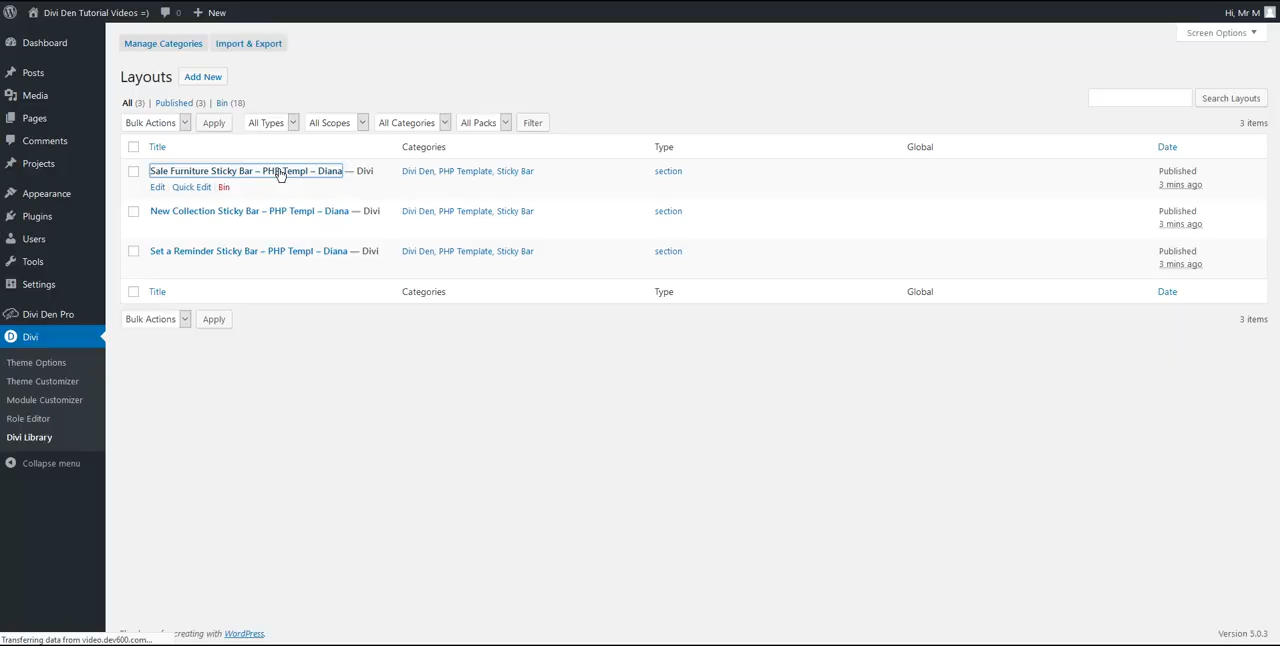 Divi Den Tutorial Videos =) 0 New Hi, Mr M
Dashboard
Posts
Media
Pages
Comments
Projects
Appearance
Plugins
Users
Tools
Settings
Divi Den Pro
Divi
Theme Options
Theme Customizer
Module Customizer
Role Editor
Divi Library
Collapse menu
Manage Categories Import & Export Screen Options
Layouts Add New
All (3) | Published (3) | Bin (18) Search Layouts
Bulk Actions Apply All Types All Scopes All Categories All Packs Filter 3 items
Title Categories Type Global Date
Sale Furniture Sticky Bar – PHP Templ – Diana — Divi Divi Den, PHP Template, Sticky Bar section Published
Edit Quick Edit Bin 3 mins ago
New Collection Sticky Bar – PHP Templ – Diana — Divi Divi Den, PHP Template, Sticky Bar section Published
3 mins ago
Set a Reminder Sticky Bar – PHP Templ – Diana — Divi Divi Den, PHP Template, Sticky Bar section Published
3 mins ago
Title Categories Type Global Date
Bulk Actions Apply 3 items
creating with WordPress. Version 5.0.3
Transferring data from video.dev600.com...